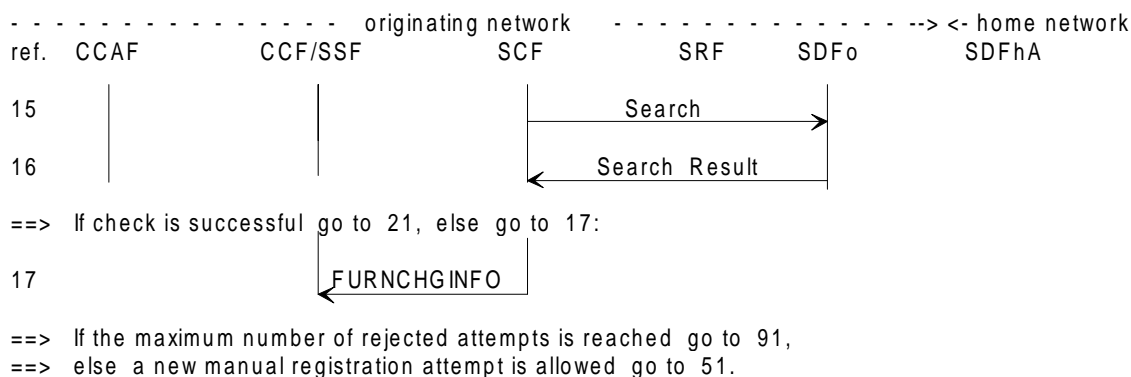 - - - - - - - - - - - - - - - - originating network - - - - - - - - - - - - - - --> <- home network
ref. CCAF CCF/SSF SCF SRF SDFo SDFhA
15 Search
16 Search Result
==> If check is successful go to 21, else go to 17:
17 FURNCHGINFO
==> If the maximum number of rejected attempts is reached go to 91,
==> else a new manual registration attempt is allowed go to 51.